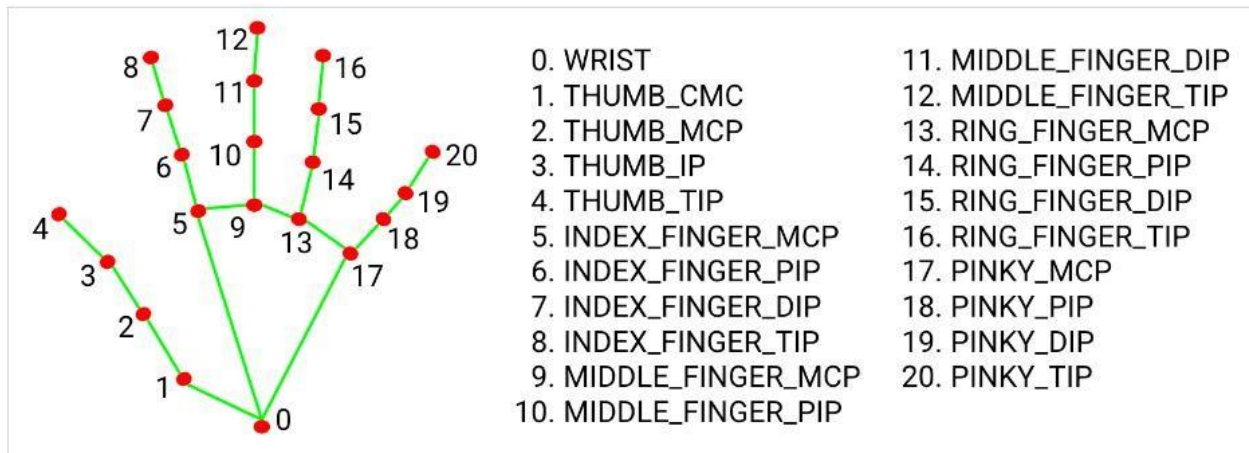 12
8
16
11
7
15
10
20
6
14
19
4
5
9
13
18
3
17
2
1
0
0. WRIST
1. THUMB_CMC
2. THUMB_MCP
3. THUMB_IP
4. THUMB_TIP
5. INDEX_FINGER_MCP
6. INDEX_FINGER_PIP
7. INDEX_FINGER_DIP
8. INDEX_FINGER_TIP
9. MIDDLE_FINGER_MCP
10. MIDDLE_FINGER_PIP
11. MIDDLE_FINGER_DIP
12. MIDDLE_FINGER_TIP
13. RING_FINGER_MCP
14. RING_FINGER_PIP
15. RING_FINGER_DIP
16. RING_FINGER_TIP
17. PINKY_MCP
18. PINKY_PIP
19. PINKY_DIP
20. PINKY_TIP